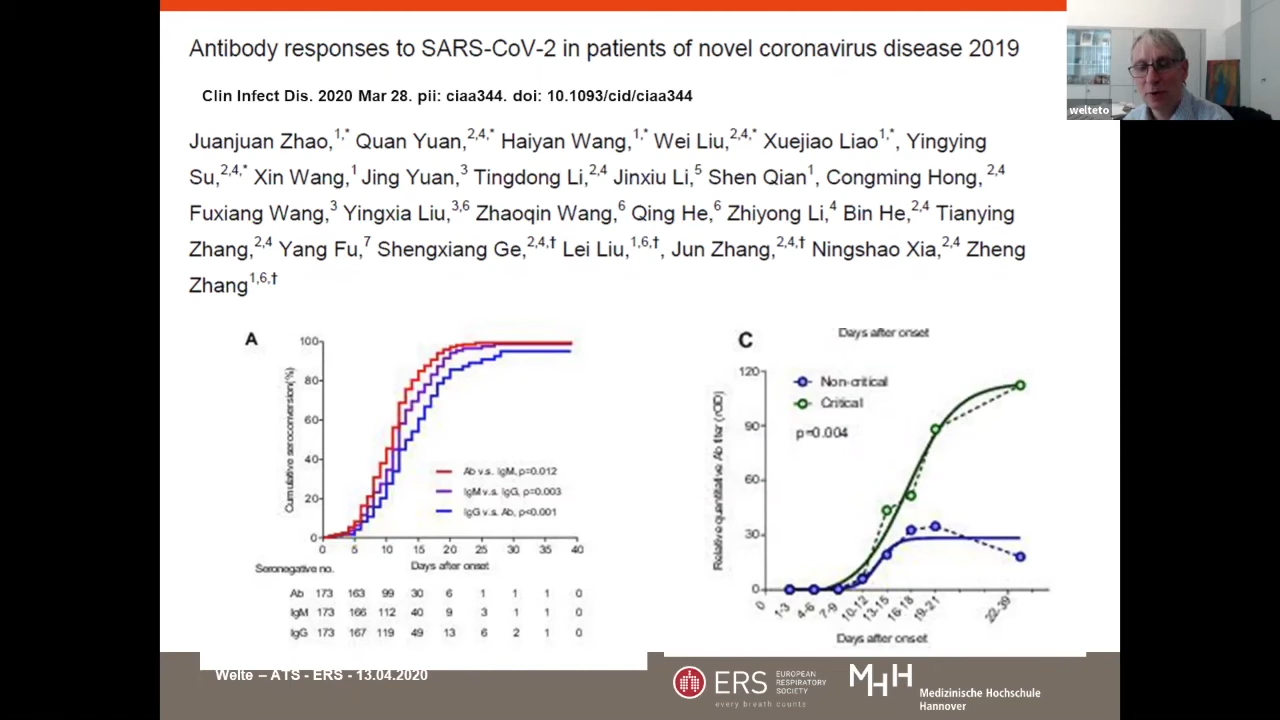 Antibody responses to SARS-CoV-2 in patients of novel coronavirus disease 2019
Clin Infect Dis. 2020 Mar 28. pii: ciaa344. doi: 10.1093/cid/ciaa344
Juanjuan Zhao,1,* Quan Yuan,2,4,* Haiyan Wang,1,* Wei Liu,2,4,* Xuejiao Liao1,*, Yingying
Su,2,4,* Xin Wang,1 Jing Yuan,3 Tingdong Li,2,4 Jinxiu Li,5 Shen Qian1, Congming Hong, 2,4
Fuxiang Wang,3 Yingxia Liu,3,6 Zhaoqin Wang,6 Qing He,6 Zhiyong Li,4 Bin He,2,4 Tianying
Zhang,2,4 Yang Fu,7 Shengxiang Ge,2,4,† Lei Liu,1,6,†, Jun Zhang,2,4,† Ningshao Xia,2,4 Zheng
Zhang1,6,†
welteto
A
Cumulative seroconversion(%)
100
80
60
40
20
0
Ab v.s. IgM, p=0.012
IgM v.s. IgG, p=0.003
IgG v.s. Ab, p<0.001
0 5 10 15 20 25 30 35 40
Days after onset
Seronegative no.
Ab 173 163 99 30 6 1 1 1 0
IgM 173 166 112 40 9 3 1 1 0
IgG 173 167 119 49 13 6 2 1 0
Days after onset
C
Relative quantitative Ab titer (rOD)
120
90
60
30
0
Non-critical
Critical
p=0.004
0 1-3 4-6 7-9 10-12 13-15 16-18 19-21 22-39
Days after onset
Welte – ATS - ERS - 13.04.2020
ERS
EUROPEAN
RESPIRATORY
SOCIETY
every breath counts
MHH
Medizinische Hochschule
Hannover